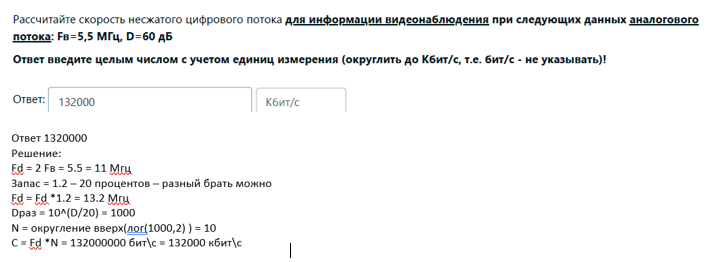 Рассчитайте скорость несжатого цифрового потока для информации видеонаблюдения при следующих данных аналогового
потока: Fв=5,5 МГц, D=60 дБ
Ответ введите целым числом с учетом единиц измерения (округлить до Кбит/с, т.е. бит/с - не указывать)!
Ответ: 132000 Кбит/с
Ответ 1320000
Решение:
Fd = 2 Fв = 5.5 = 11 Мгц
Запас = 1.2 – 20 процентов – разный брать можно
Fd = Fd *1.2 = 13.2 Мгц
Dраз = 10^(D/20) = 1000
N = округление вверх(лог(1000,2) ) = 10
C = Fd *N = 132000000 бит\с = 132000 кбит\с